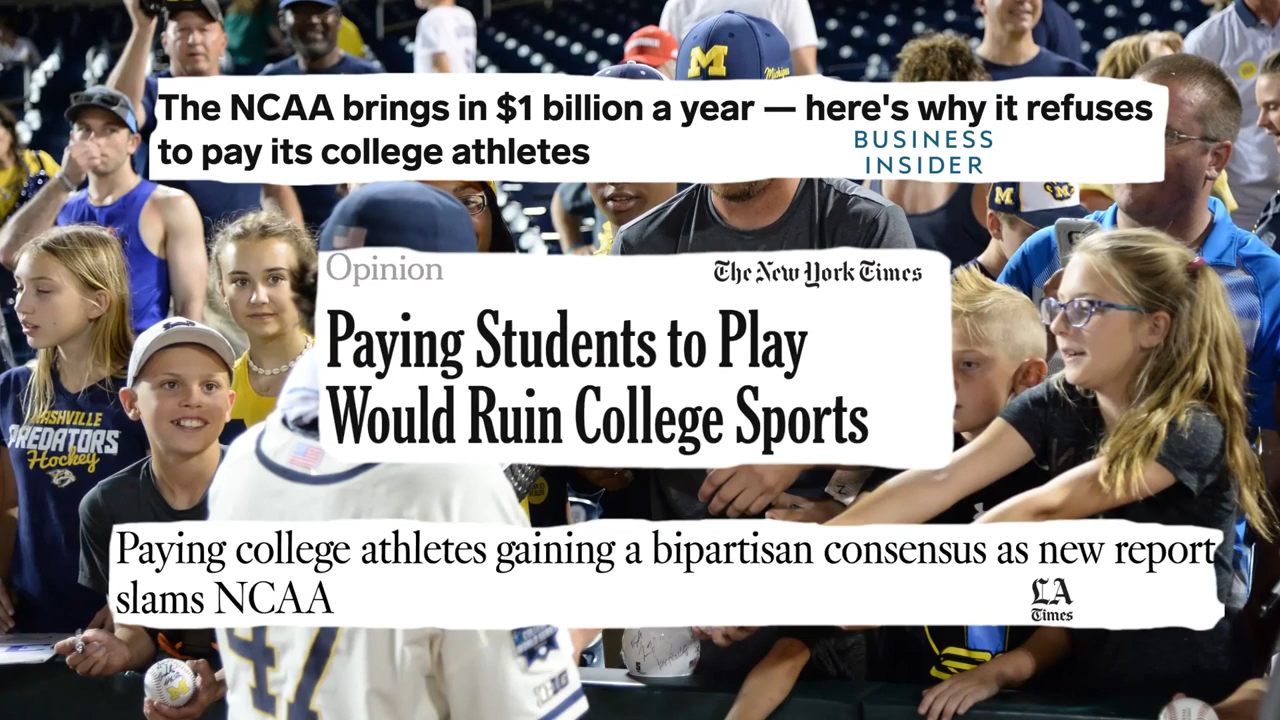 M
Michigan
The NCAA brings in $1 billion a year — here's why it refuses
to pay its college athletes
BUSINESS
INSIDER
M
Opinion
The New York Times
Paying Students to Play
Would Ruin College Sports
NASHVILLE
PREDATORS
Hockey
Paying college athletes gaining a bipartisan consensus as new report
slams NCAA
LA
Times
47
M